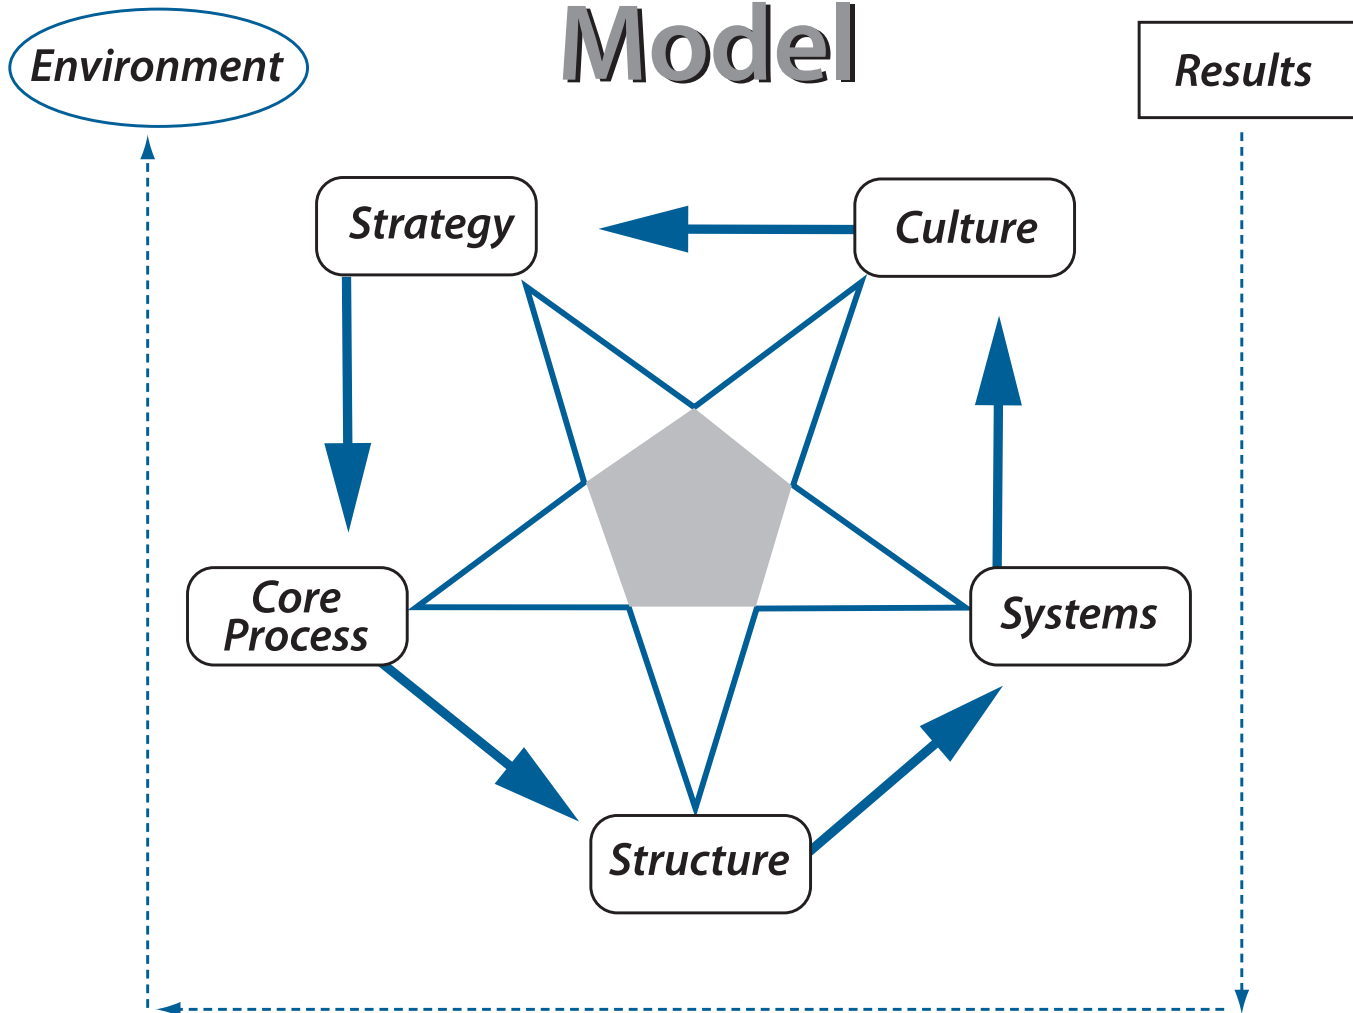 Model
Environment
Results
Strategy
Culture
Core
Process
Systems
Structure